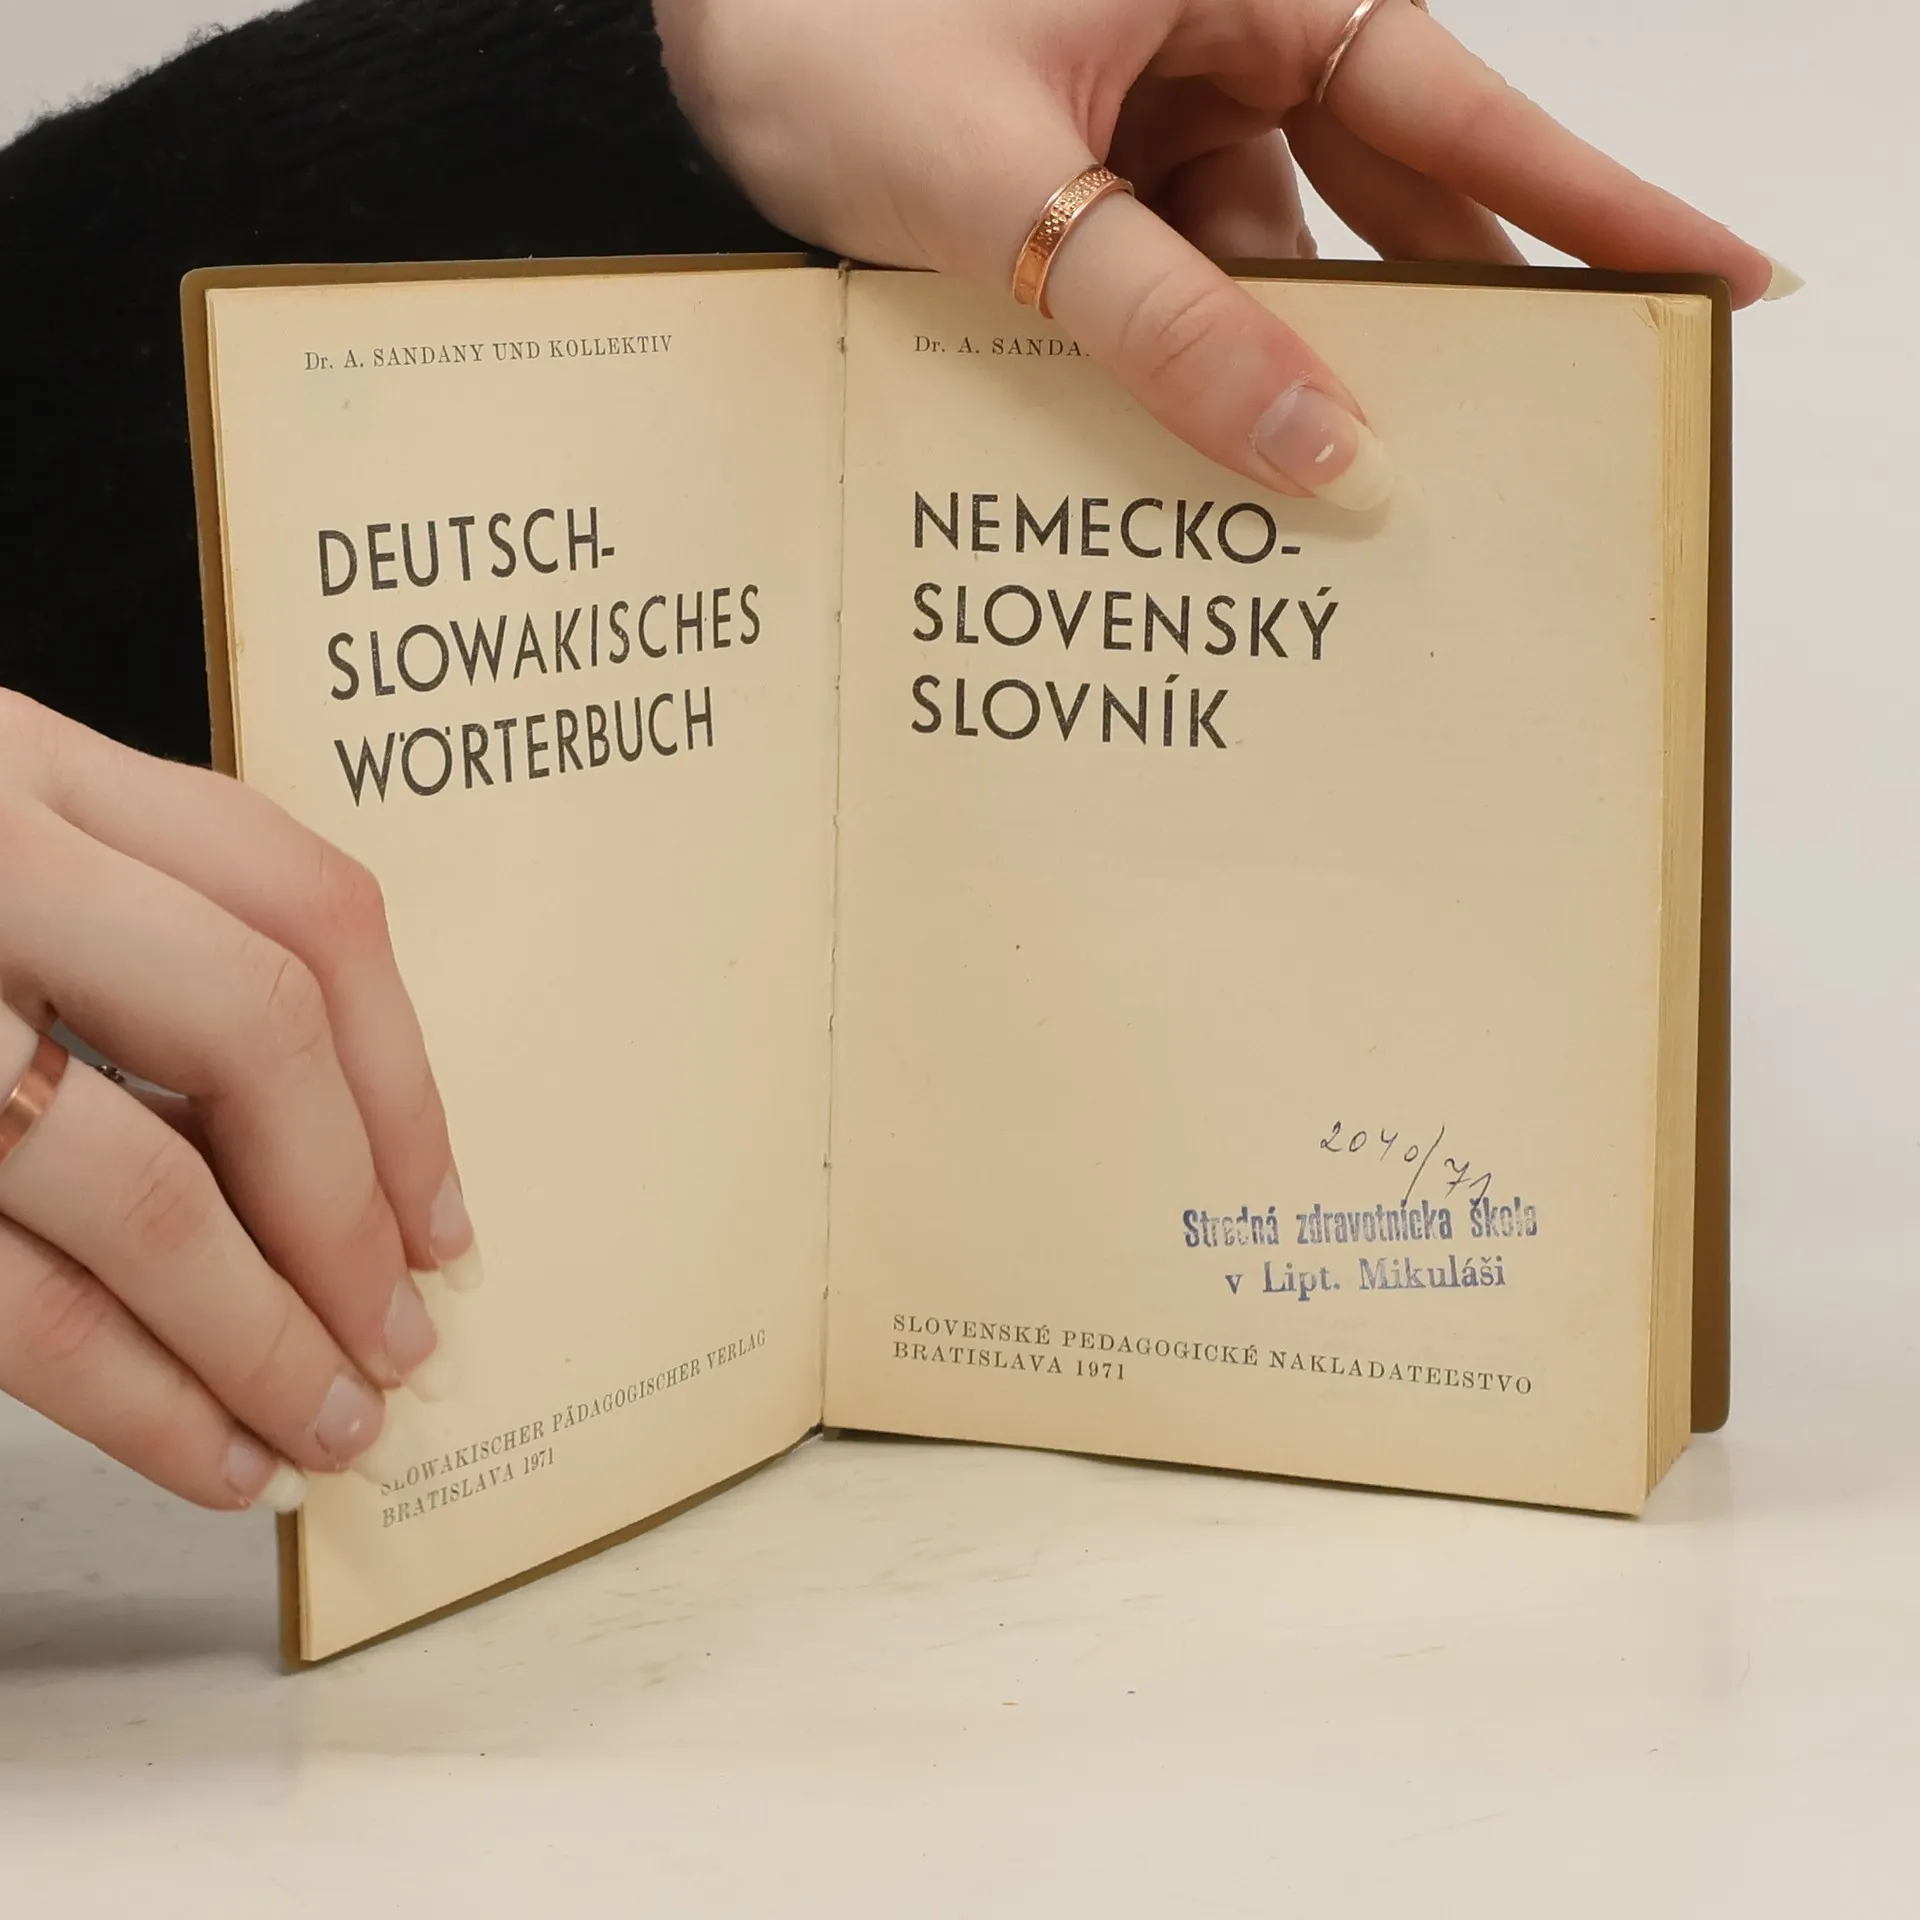 Dr. A. SANDANY UND KOLLEKTIV
DEUTSCH-
SLOWAKISCHES
WÖRTERBUCH
SLOWAKISCHER PÄDAGOGISCHER VERLAG
BRATISLAVA 1971
Dr. A.
NEMECKO-
SLOVENSKÝ
SLOVNÍK
2040/71
Stredná zdravotnícka škola
v Lipt. Mikuláši
SLOVENSKÉ PEDAGOGICKÉ NAKLADATEĽSTVO
BRATISLAVA 1971